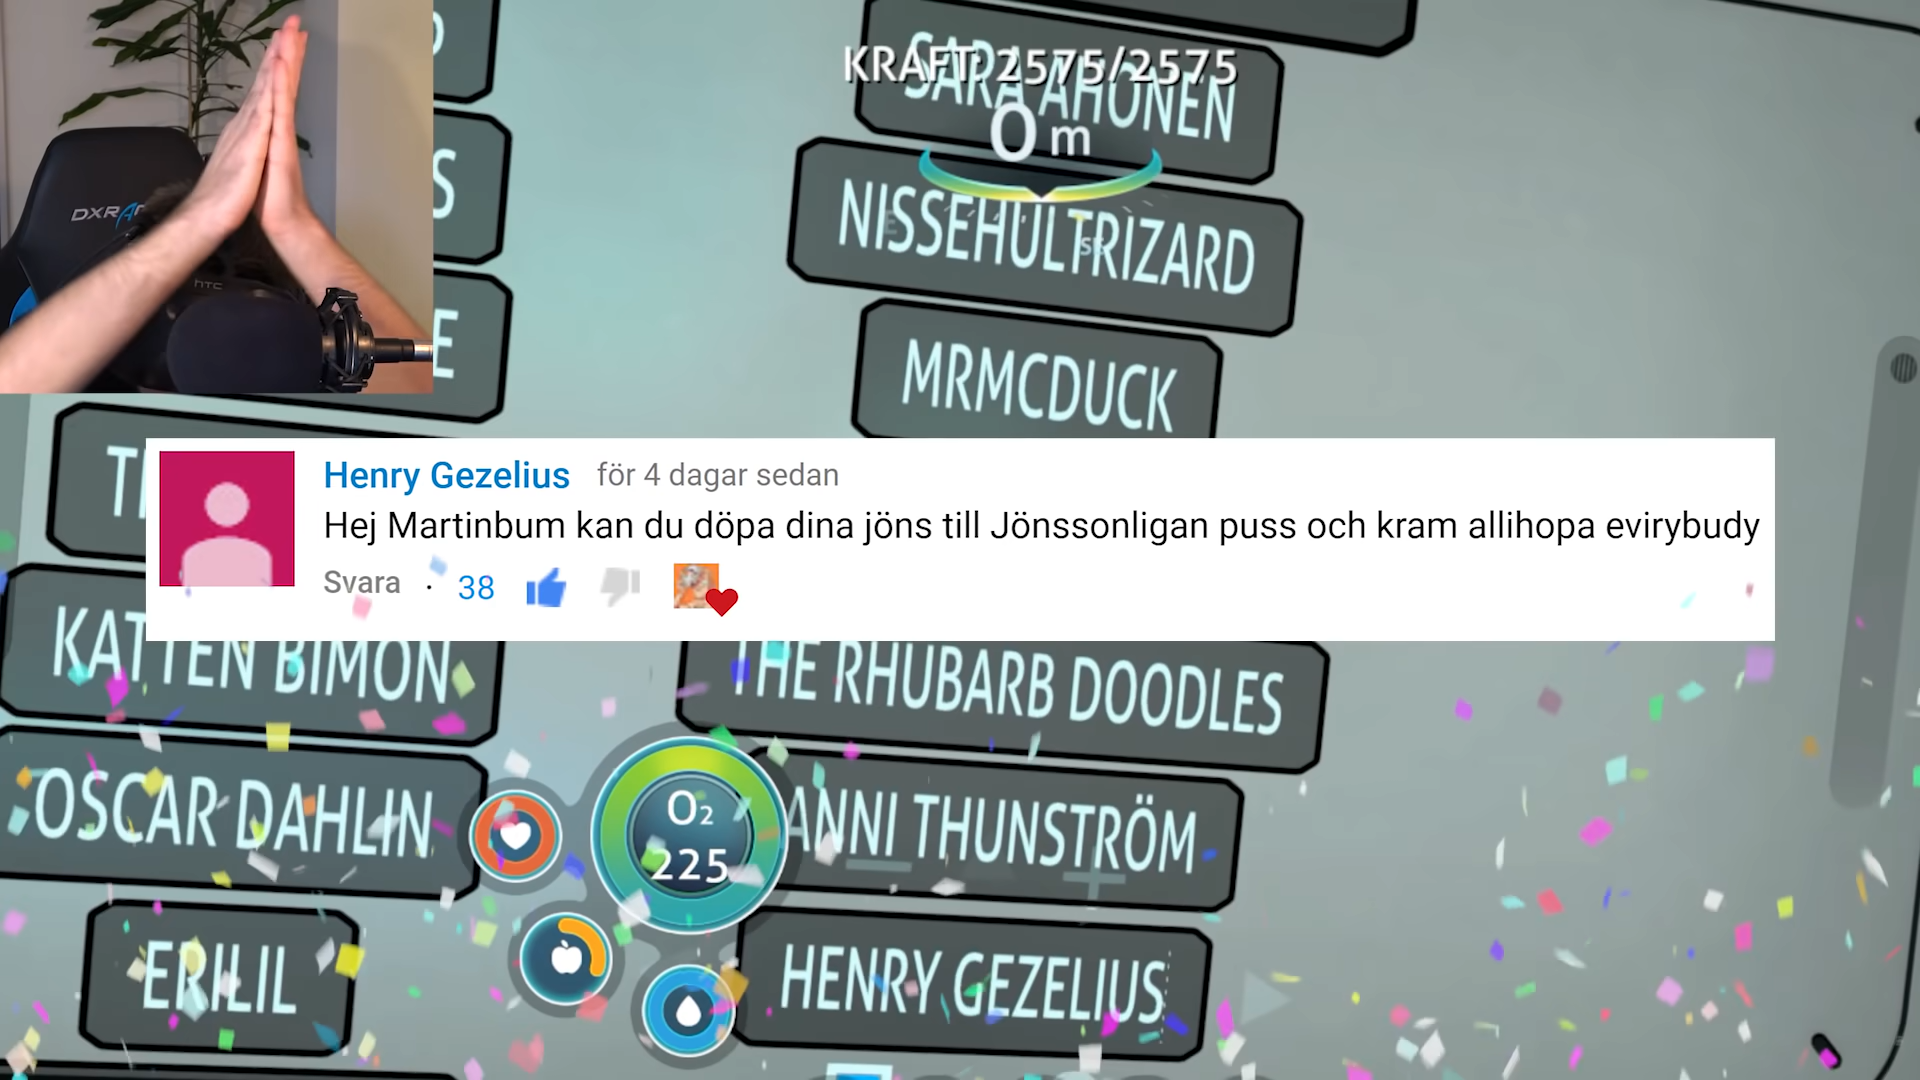 SARA AHONEN
KRAFT: 2575/2575
0 m
NISSEHULTRIZARD
MRMCDUCK
DXRA
HTC
S
E
Henry Gezelius för 4 dagar sedan
Hej Martinbum kan du döpa dina jöns till Jönssonligan puss och kram allihopa evirybudy
Svara · 38
KATTEN BIMON
THE RHUBARB DOODLES
OSCAR DAHLIN
O₂
225
ANNI THUNSTRÖM
ERILIL
HENRY GEZELIUS